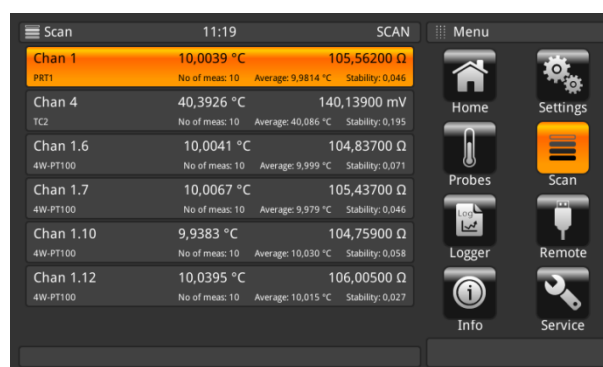 Scan 11:19 SCAN
Chan 1 10,0039 °C 105,56200 Ω
PRT1 No of meas: 10 Average: 9,9814 °C Stability: 0,046
Chan 4 40,3926 °C 140,13900 mV
TC2 No of meas: 10 Average: 40,086 °C Stability: 0,195
Chan 1.6 10,0041 °C 104,83700 Ω
4W-PT100 No of meas: 10 Average: 9,999 °C Stability: 0,071
Chan 1.7 10,0067 °C 105,43700 Ω
4W-PT100 No of meas: 10 Average: 9,979 °C Stability: 0,046
Chan 1.10 9,9383 °C 104,75900 Ω
4W-PT100 No of meas: 10 Average: 10,030 °C Stability: 0,058
Chan 1.12 10,0395 °C 106,00500 Ω
4W-PT100 No of meas: 10 Average: 10,015 °C Stability: 0,027
Menu
Home Settings
Probes Scan
Log
Logger Remote
Info Service